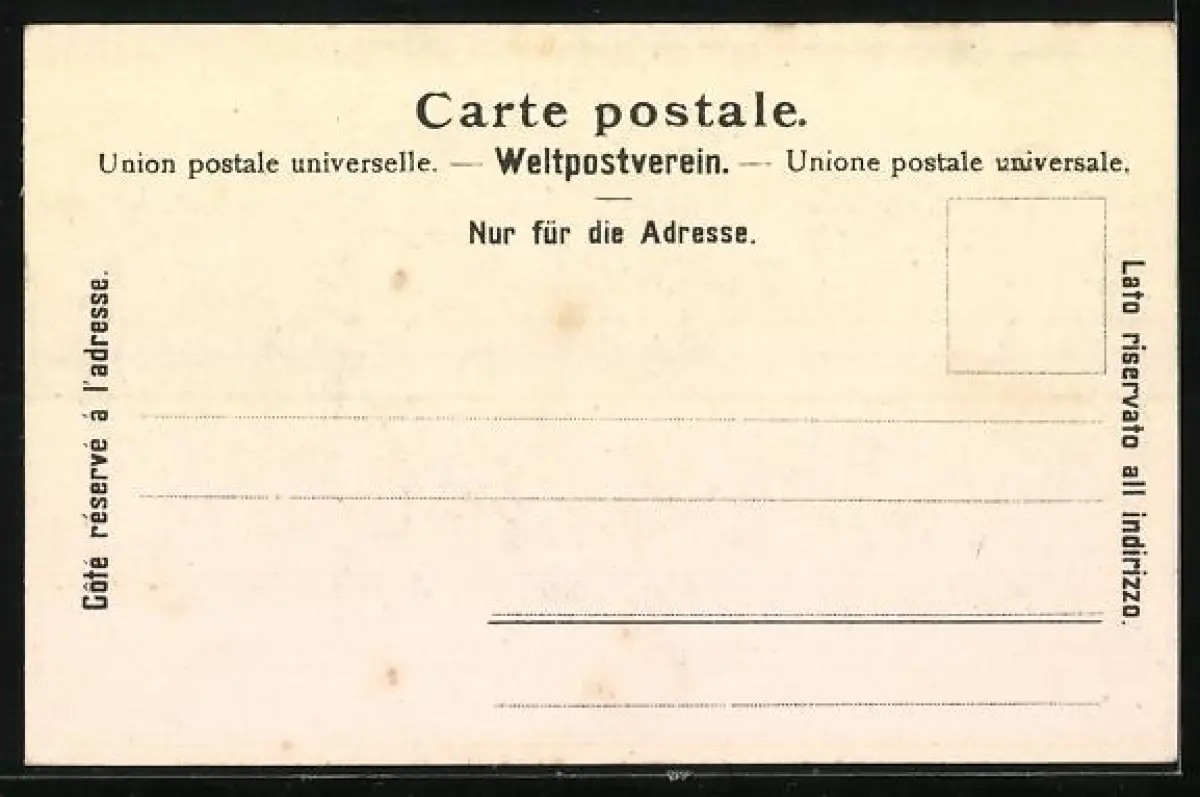 Carte postale.
Union postale universelle. — Weltpostverein. — Unione postale universale.
Nur für die Adresse.
Côté réservé á l'adresse.
Lato riservato all indirizzo.